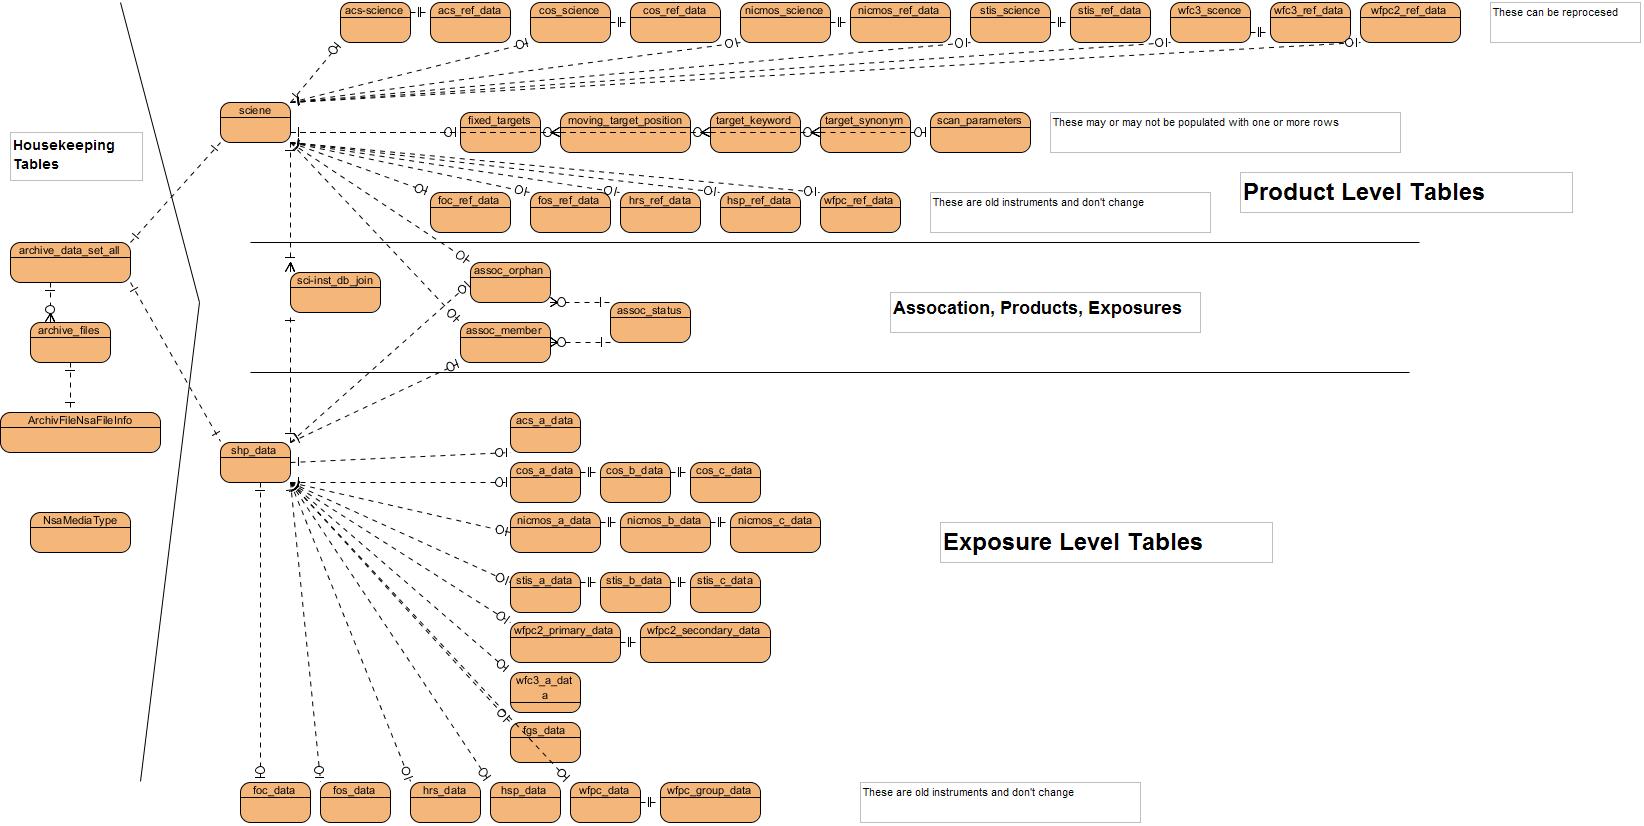 acs-science
acs_ref_data
cos_science
cos_ref_data
nicmos_science
nicmos_ref_data
stis_science
stis_ref_data
wfc3_scence
wfc3_ref_data
wfpc2_ref_data
These can be reprocesed
sciene
fixed_targets
moving_target_position
target_keyword
target_synonym
scan_parameters
These may or may not be populated with one or more rows
Housekeeping
Tables
foc_ref_data
fos_ref_data
hrs_ref_data
hsp_ref_data
wfpc_ref_data
These are old instruments and don't change
Product Level Tables
archive_data_set_all
sci-inst_db_join
assoc_orphan
assoc_status
Assocation, Products, Exposures
archive_files
assoc_member
ArchivFileNsaFileInfo
acs_a_data
shp_data
cos_a_data
cos_b_data
cos_c_data
NsaMediaType
nicmos_a_data
nicmos_b_data
nicmos_c_data
Exposure Level Tables
stis_a_data
stis_b_data
stis_c_data
wfpc2_primary_data
wfpc2_secondary_data
wfc3_a_dat
a
fgs_data
foc_data
fos_data
hrs_data
hsp_data
wfpc_data
wfpc_group_data
These are old instruments and don't change